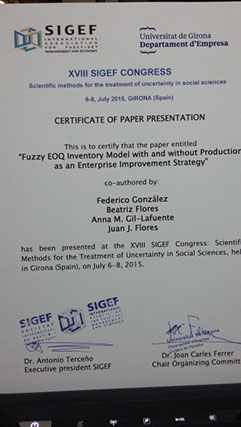 SIGEF
INTERNATIONAL
ASSOCIATION
FOR FUZZY-SET
MANAGEMENT AND ECONOMY
Universitat de Girona
Departament d'Empresa
XVIII SIGEF CONGRESS
Scientific methods for the treatment of uncertainty in social sciences
6-8, July 2015, GIRONA (Spain)
CERTIFICATE OF PAPER PRESENTATION
This is to certify that the paper entitled
"Fuzzy EOQ Inventory Model with and without Production
as an Enterprise Improvement Strategy"
co-authored by:
Federico González
Beatriz Flores
Anna M. Gil-Lafuente
Juan J. Flores
has been presented at the XVIII SIGEF Congress: Scientif
Methods for the Treatment of Uncertainty in Social Sciences, hel
in Girona (Spain), on July 6-8, 2015.
SIGEF
SIGEF
Dr. Antonio Terceño
Executive president SIGEF
Dr. Joan Carles Ferrer
Chair Organizing Committ